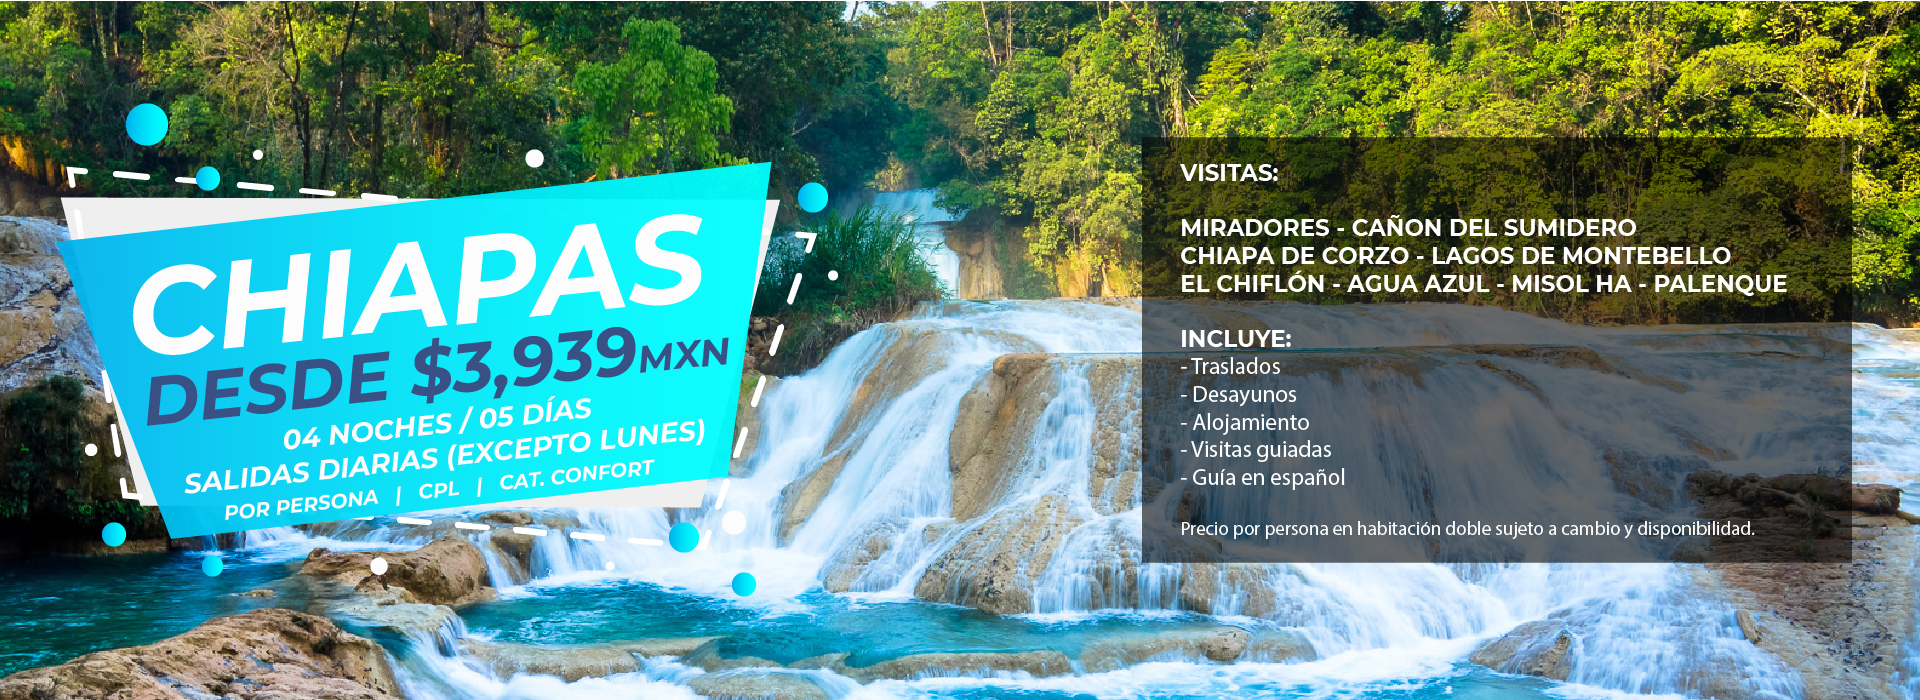 CHIAPAS
DESDE $3,939MXN
04 NOCHES / 05 DÍAS
SALIDAS DIARIAS (EXCEPTO LUNES)
POR PERSONA | CPL | CAT. CONFORT
VISITAS:
MIRADORES - CAÑON DEL SUMIDERO
CHIAPA DE CORZO - LAGOS DE MONTEBELLO
EL CHIFLÓN - AGUA AZUL - MISOL HA - PALENQUE
INCLUYE:
- Traslados
- Desayunos
- Alojamiento
- Visitas guiadas
- Guía en español
Precio por persona en habitación doble sujeto a cambio y disponibilidad.